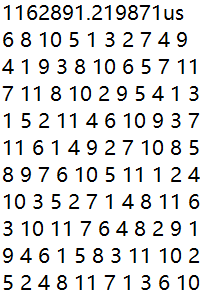 1162891.219871us
6 8 10 5 1 3 2 7 4 9
4 1 9 3 8 10 6 5 7 11
7 11 8 10 2 9 5 4 1 3
1 5 2 11 4 6 10 9 3 7
11 6 1 4 9 2 7 10 8 5
8 9 7 6 10 5 11 1 2 4
10 3 5 2 7 1 4 8 11 6
3 10 11 7 6 4 8 2 9 1
9 4 6 1 5 8 3 11 10 2
5 2 4 8 11 7 1 3 6 10